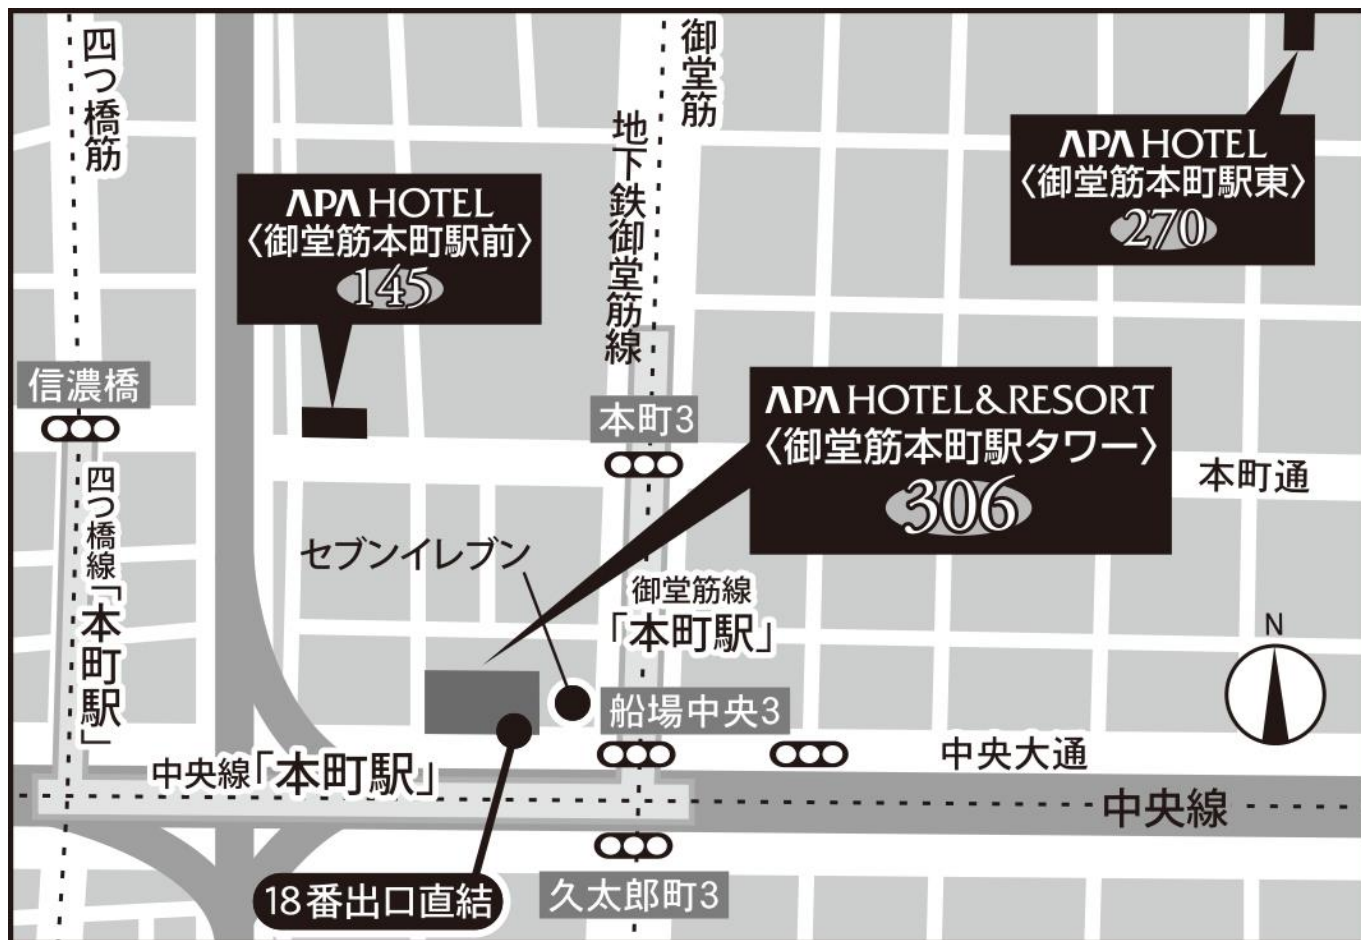 四つ橋筋
御堂筋
地下鉄御堂筋線
APA HOTEL
〈御堂筋本町駅東〉
270
APA HOTEL
〈御堂筋本町駅前〉
145
信濃橋
本町3
APA HOTEL&RESORT
〈御堂筋本町駅タワー〉
306
本町通
四つ橋線「本町駅」
セブンイレブン
御堂筋線
「本町駅」
N
船場中央3
中央大通
中央線「本町駅」
中央線
18番出口直結
久太郎町3